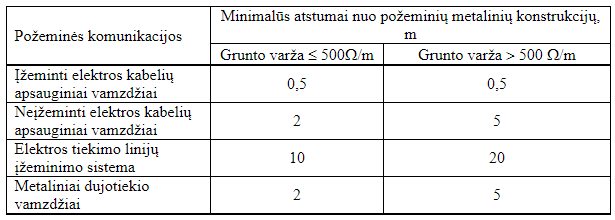 Požeminės komunikacijos
Minimalūs atstumai nuo požeminių metalinių konstrukcijų,
m
Grunto varža ≤ 500Ω/m
Grunto varža > 500 Ω/m
Įžeminti elektros kabelių
apsauginiai vamzdžiai
0,5
0,5
Neįžeminti elektros kabelių
apsauginiai vamzdžiai
2
5
Elektros tiekimo linijų
įžeminimo sistema
10
20
Metaliniai dujotiekio
vamzdžiai
2
5